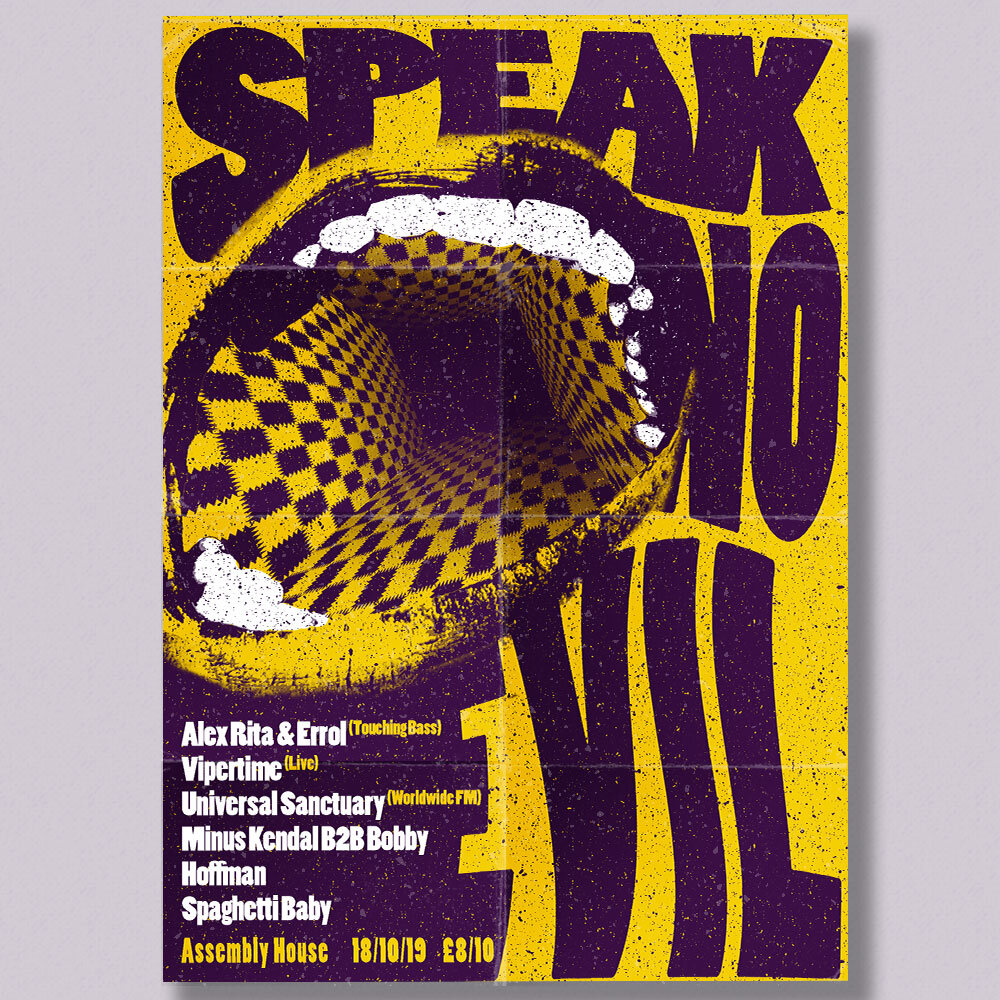 SPEAK
NO
EVIL
Alex Rita & Errol (Touching Bass)
Vipertime (Live)
Universal Sanctuary (Worldwide FM)
Minus Kendal B2B Bobby
Hoffman
Spaghetti Baby
Assembly House 18/10/19 £8/10